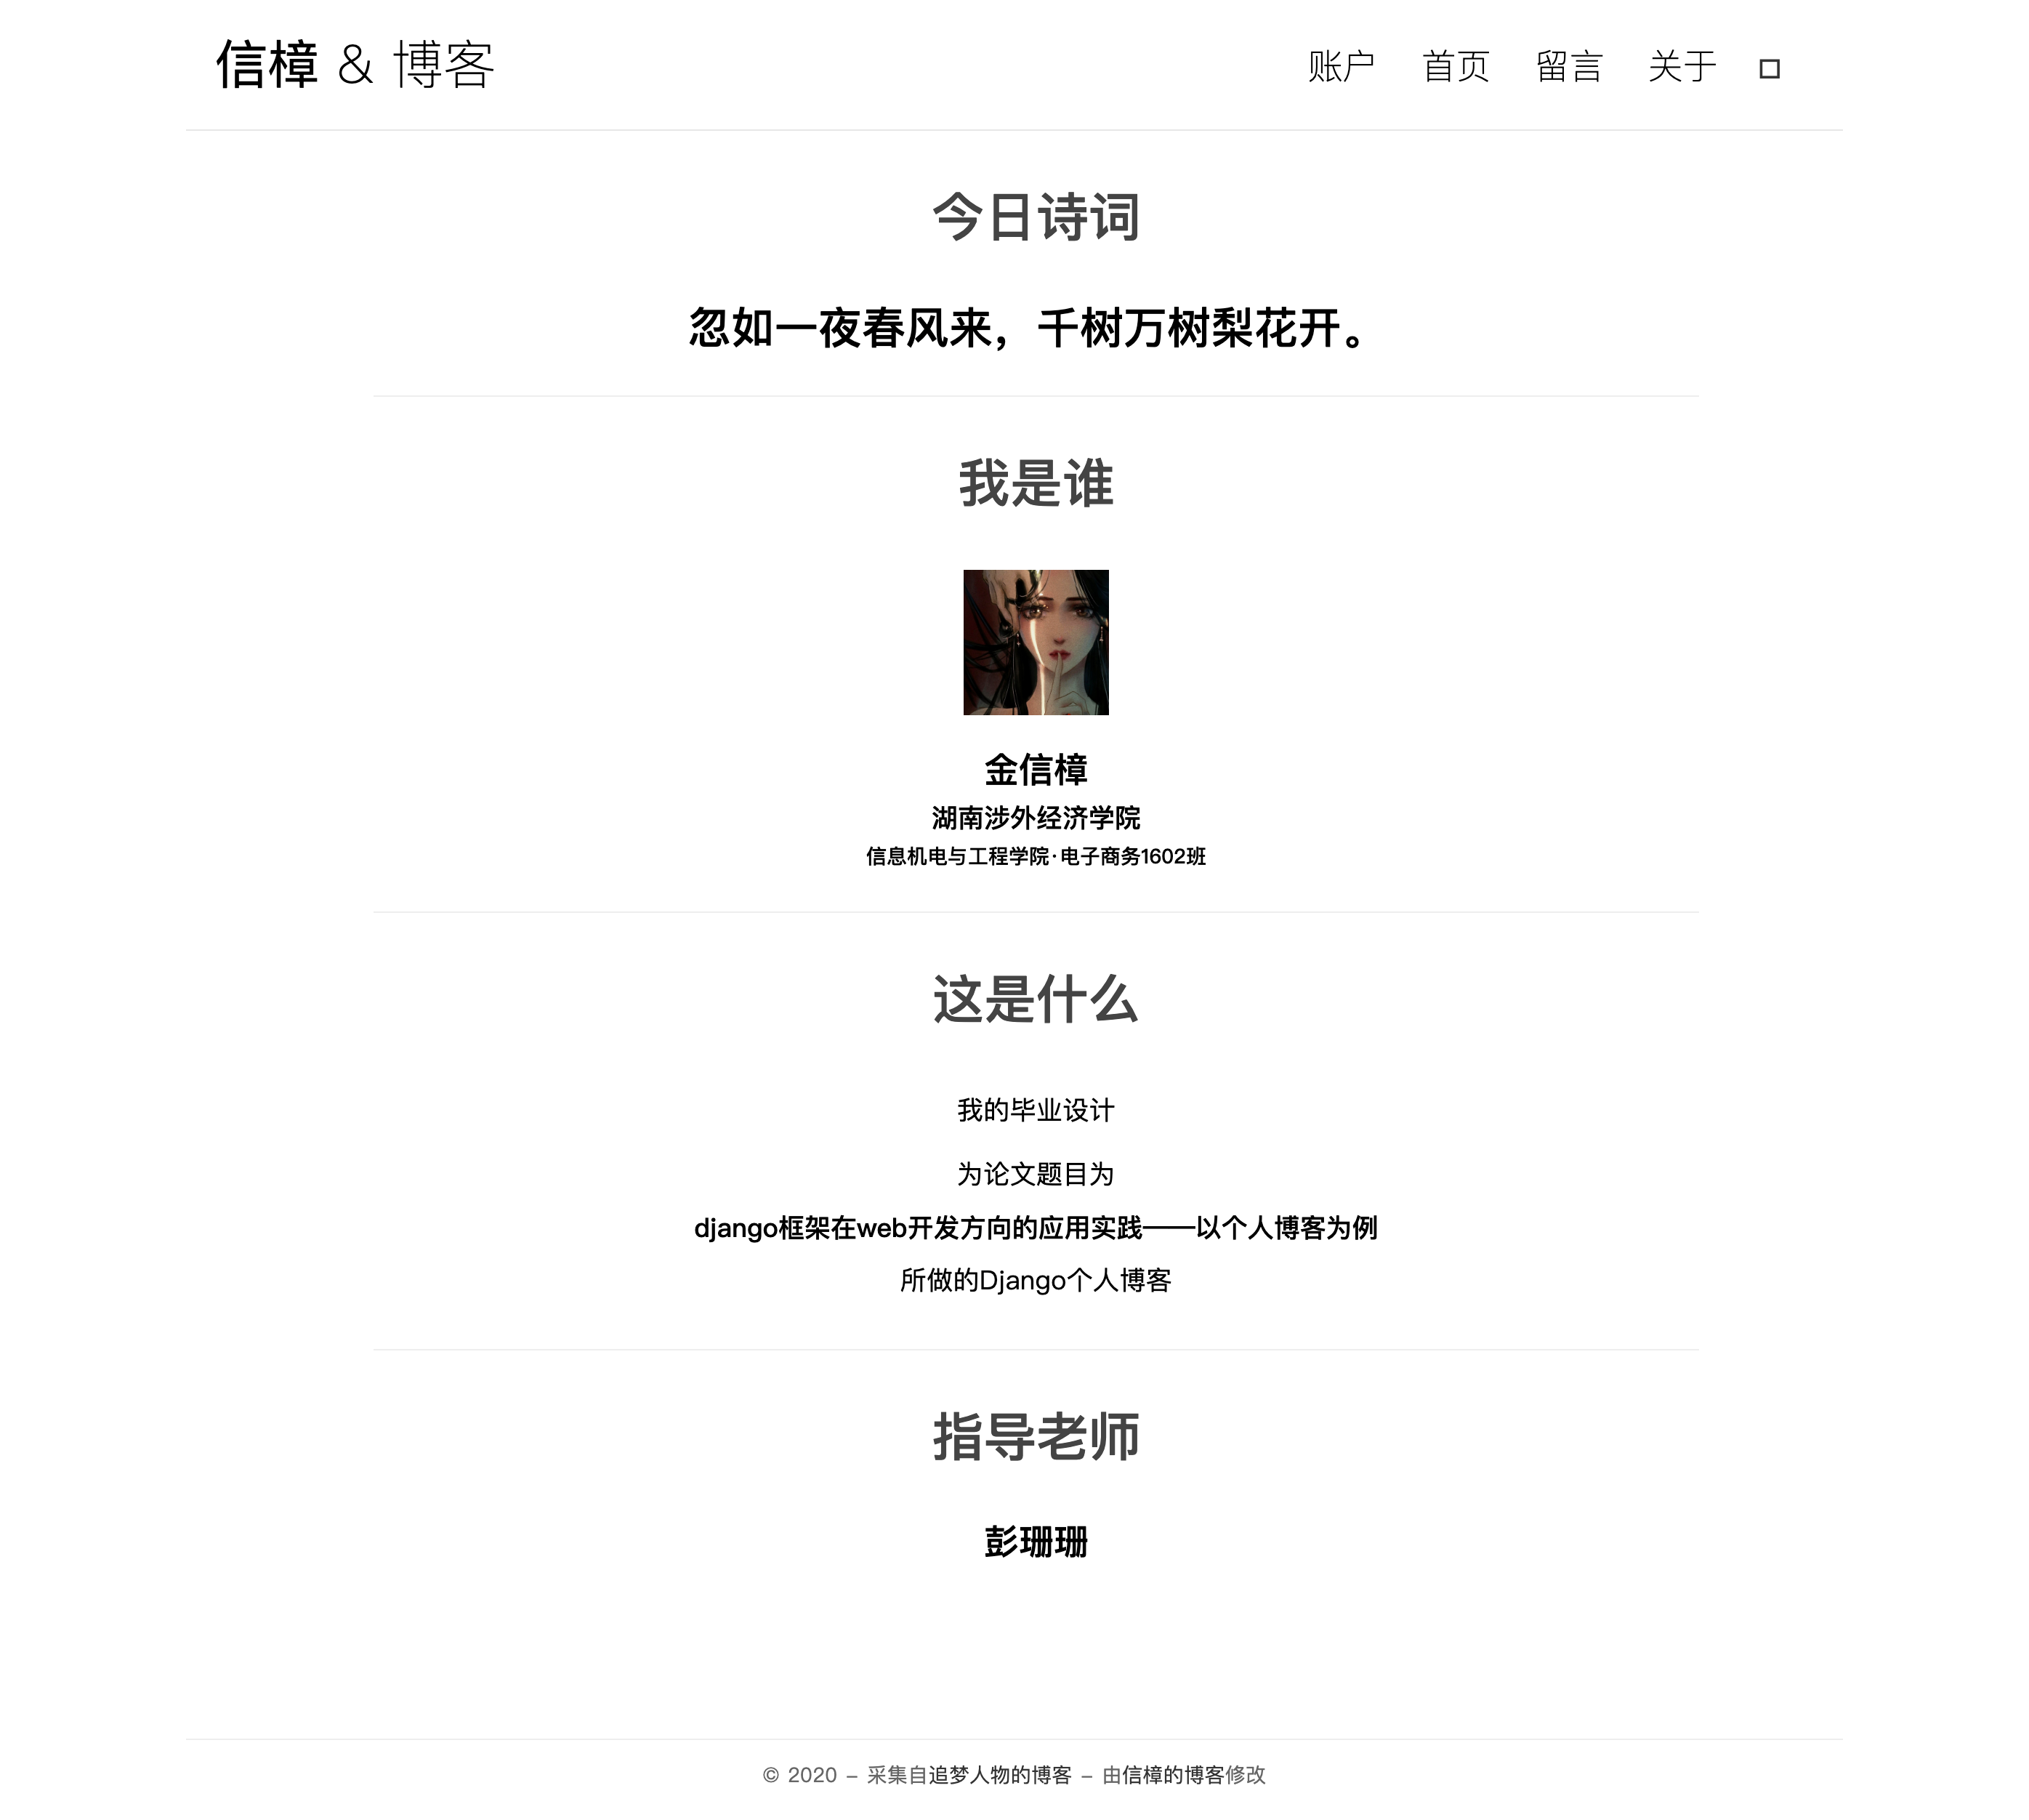 信樟 & 博客
账户 首页 留言 关于
今日诗词
忽如一夜春风来，千树万树梨花开。
我是谁
金信樟
湖南涉外经济学院
信息机电与工程学院·电子商务1602班
这是什么
我的毕业设计
为论文题目为
django框架在web开发方向的应用实践——以个人博客为例
所做的Django个人博客
指导老师
彭珊珊
© 2020 – 采集自追梦人物的博客 – 由信樟的博客修改